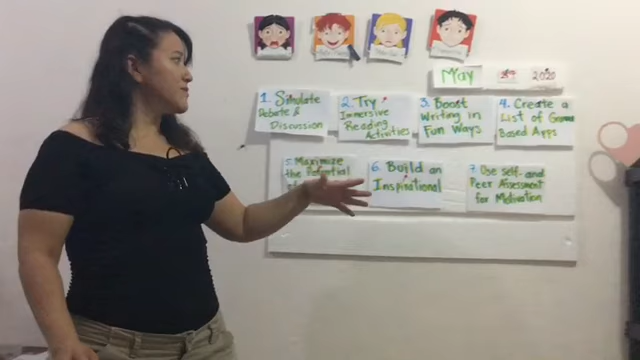 May 29 2020
1. Simulate
Debate &
Discussion
2. Try
Immersive
Reading
Activities
3. Boost
Writing in
Fun Ways
4. Create a
List of Game
Based Apps
5. Maximize
the Potential
6. Build an
Inspirational
7 Use Self- and
Peer Assessment
for Motivation